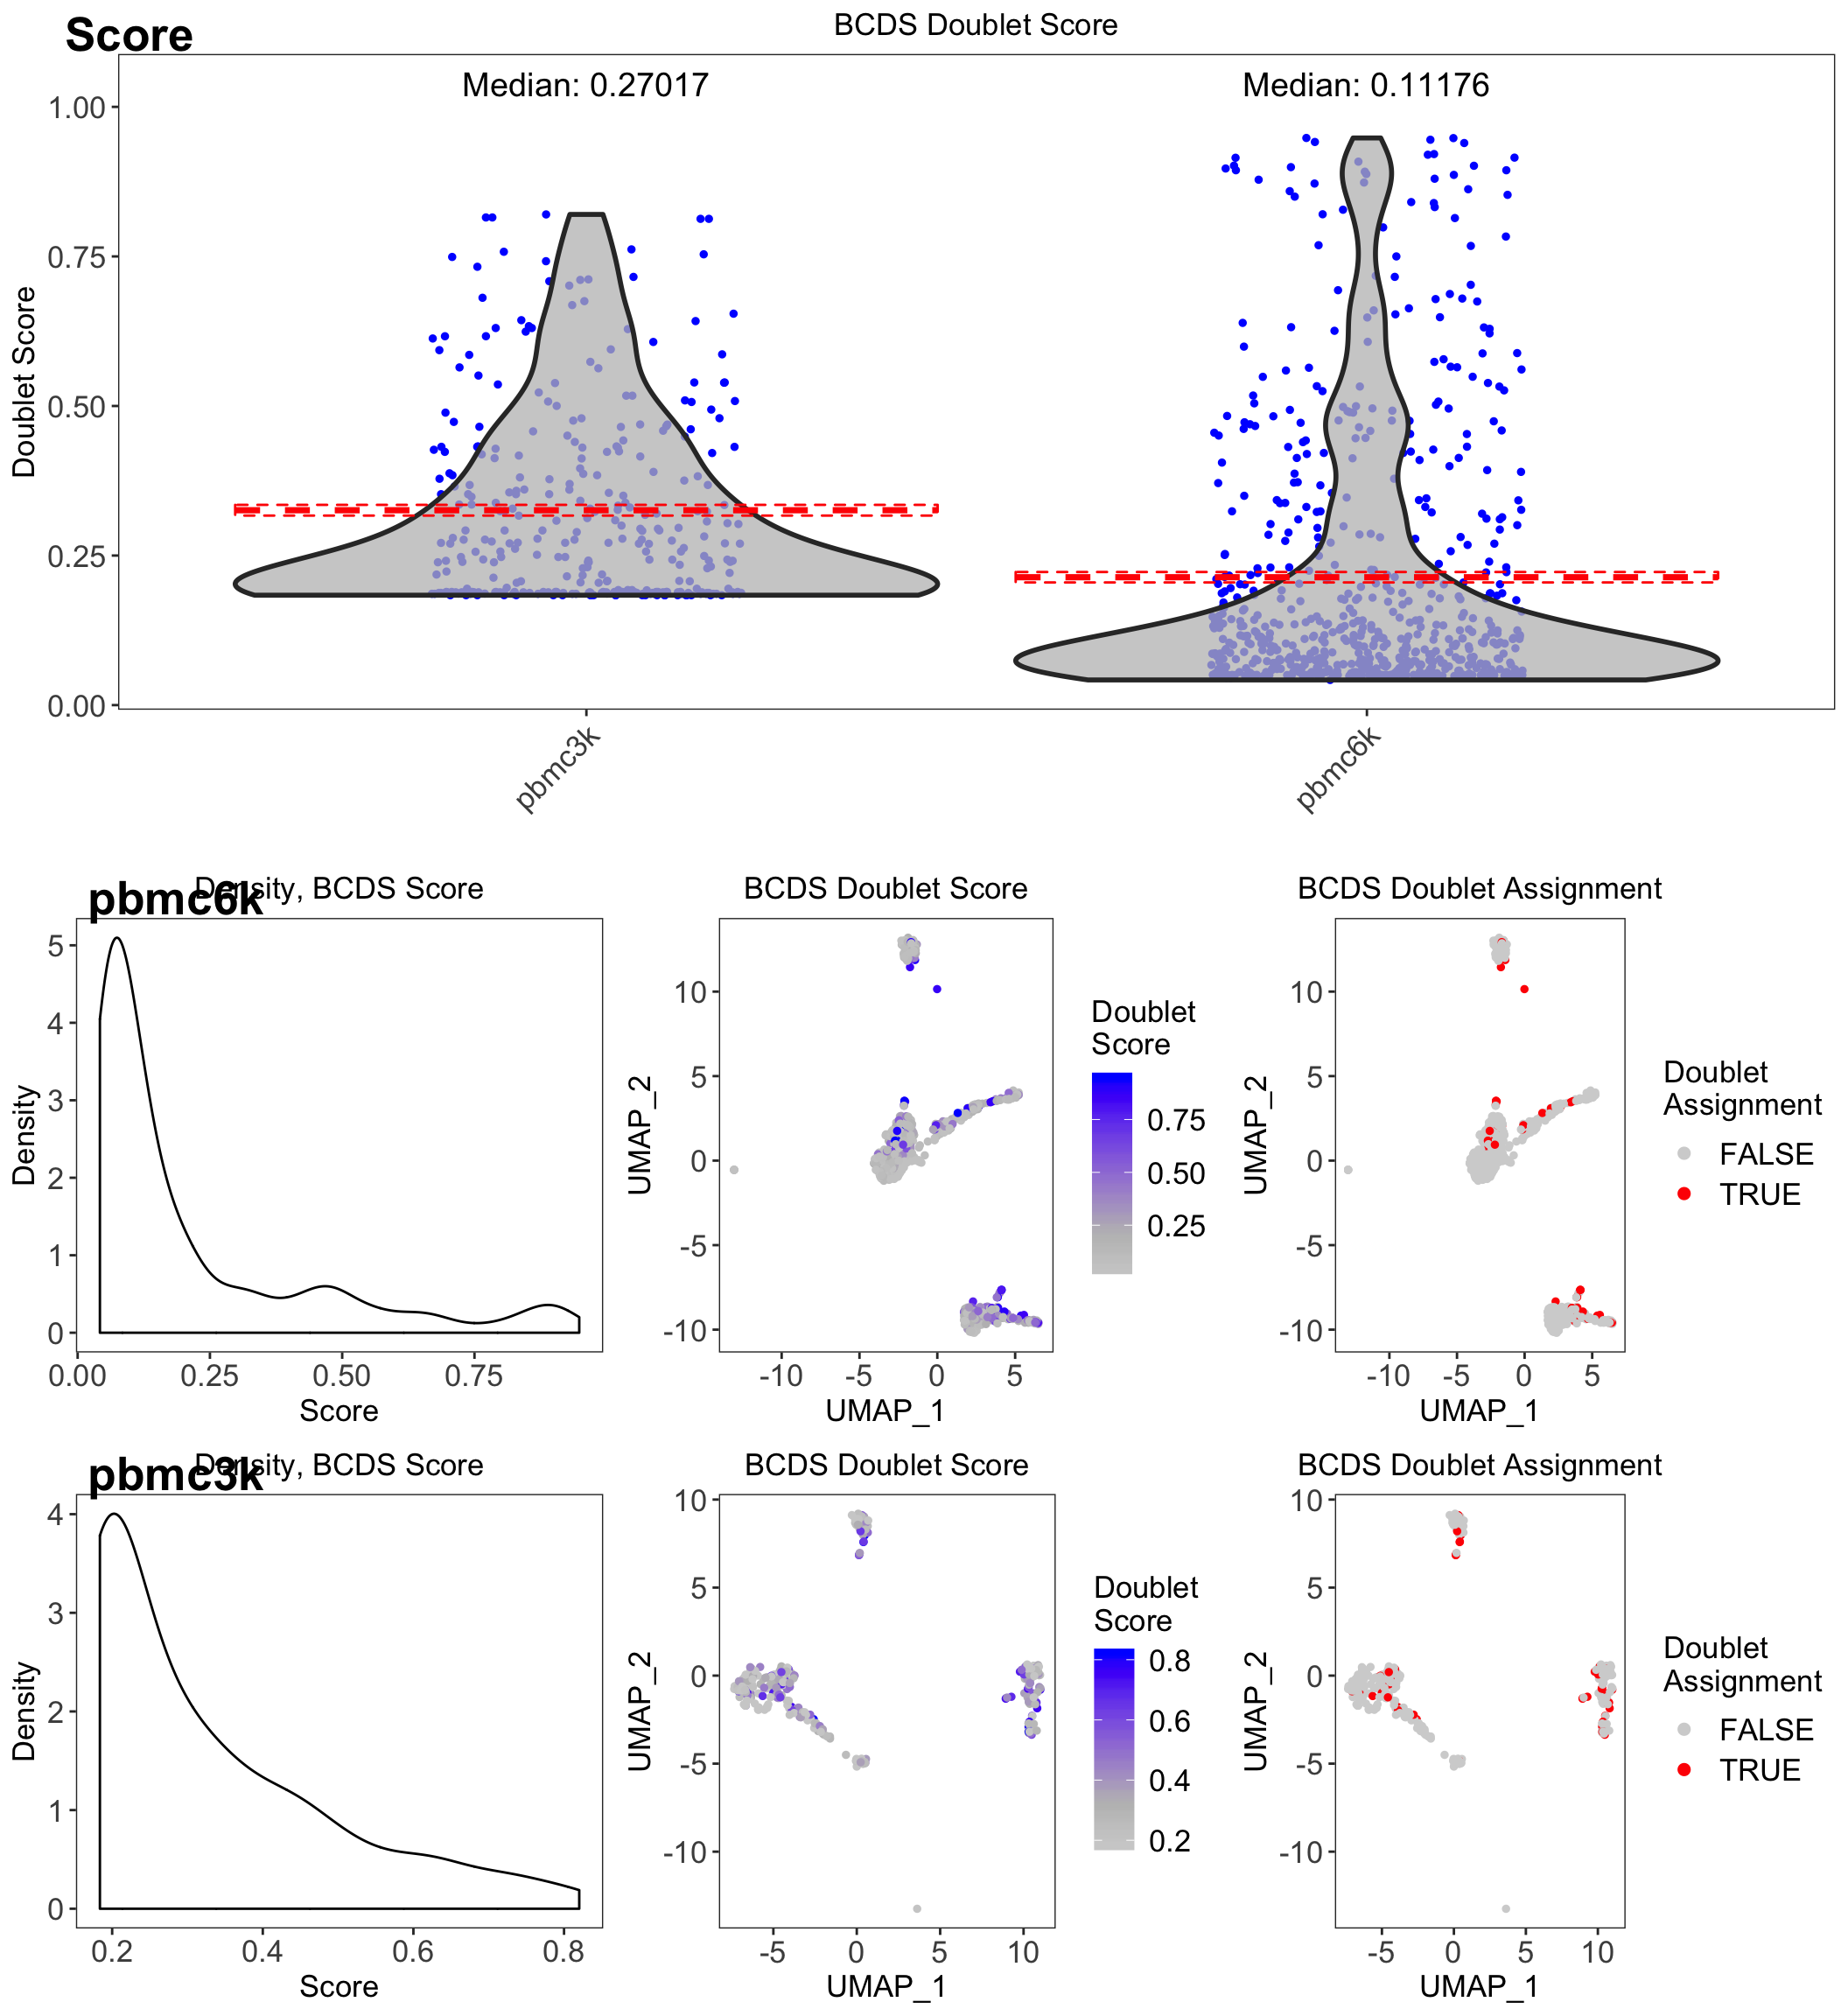 Score
BCDS Doublet Score
Median: 0.27017
Median: 0.11176
Doublet Score
1.00
0.75
0.50
0.25
0.00
pbmc3k
pbmc6k
pbmc6k
Density, BCDS Score
Density
5
4
3
2
1
0
0.00
0.25
0.50
0.75
Score
BCDS Doublet Score
UMAP_2
10
5
0
-5
-10
-10
-5
0
5
UMAP_1
Doublet
Score
0.75
0.50
0.25
BCDS Doublet Assignment
UMAP_2
10
5
0
-5
-10
-10
-5
0
5
UMAP_1
Doublet
Assignment
FALSE
TRUE
pbmc3k
Density, BCDS Score
Density
4
3
2
1
0
0.2
0.4
0.6
0.8
Score
BCDS Doublet Score
UMAP_2
10
5
0
-5
-10
-5
0
5
10
UMAP_1
Doublet
Score
0.8
0.6
0.4
0.2
BCDS Doublet Assignment
UMAP_2
10
5
0
-5
-10
-5
0
5
10
UMAP_1
Doublet
Assignment
FALSE
TRUE